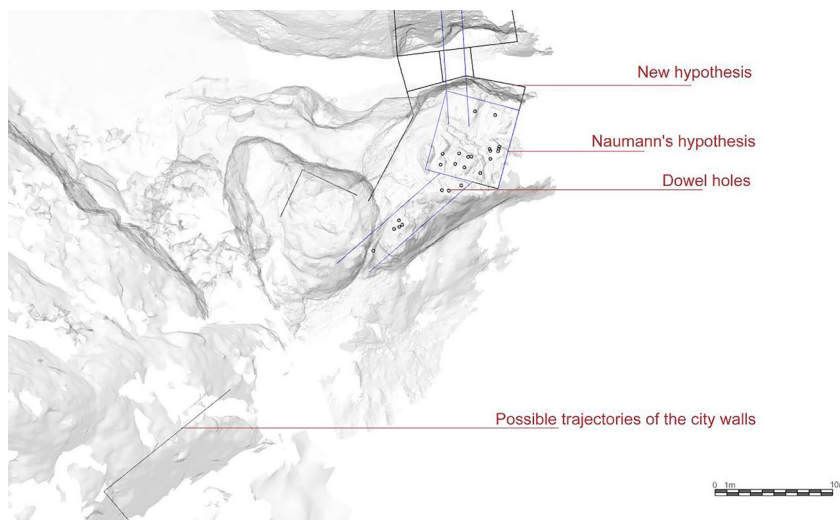 New hypothesis
Naumann's hypothesis
Dowel holes
Possible trajectories of the city walls
0 1m